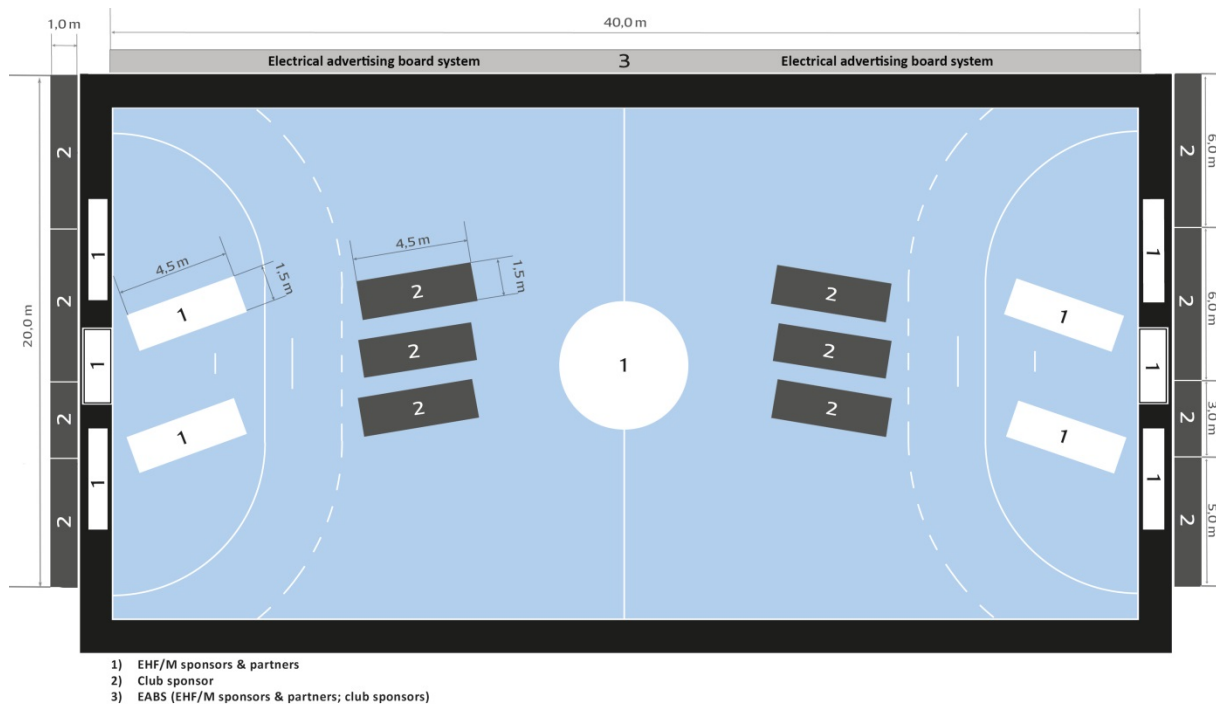 1,0 m
40,0 m
Electrical advertising board system 3 Electrical advertising board system
20,0 m
2
2
2
2
1
1
1
4,5 m
1,5 m
1
1
4,5 m
1,5 m
2
2
2
1
2
2
2
1
1
1
1
1
2
2
2
2
6,0 m
6,0 m
3,0 m
5,0 m
1) EHF/M sponsors & partners
2) Club sponsor
3) EABS (EHF/M sponsors & partners; club sponsors)